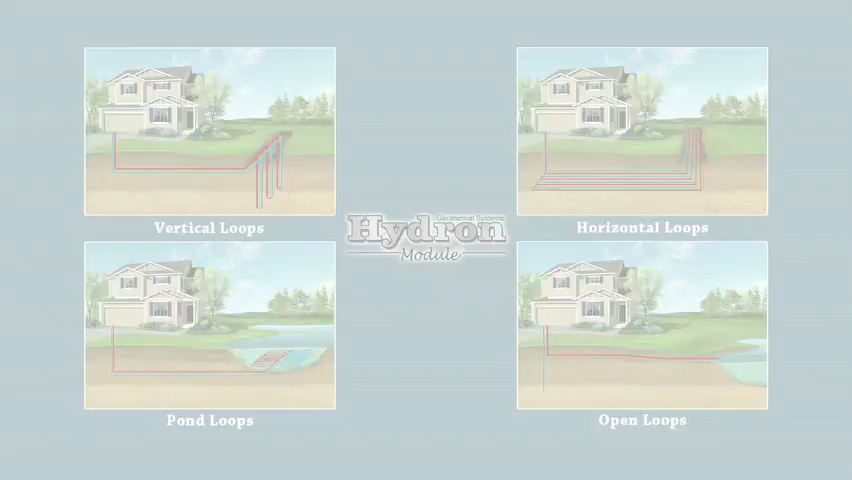 Vertical Loops
Horizontal Loops
Geothermal Systems
Hydron
Module
Pond Loops
Open Loops